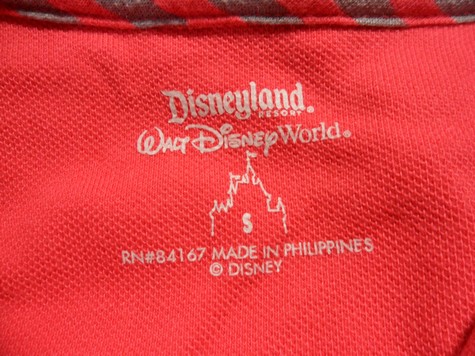 Disneyland®
RESORT
WALT DISNEY World®
S
RN#84167 MADE IN PHILIPPINES
© DISNEY